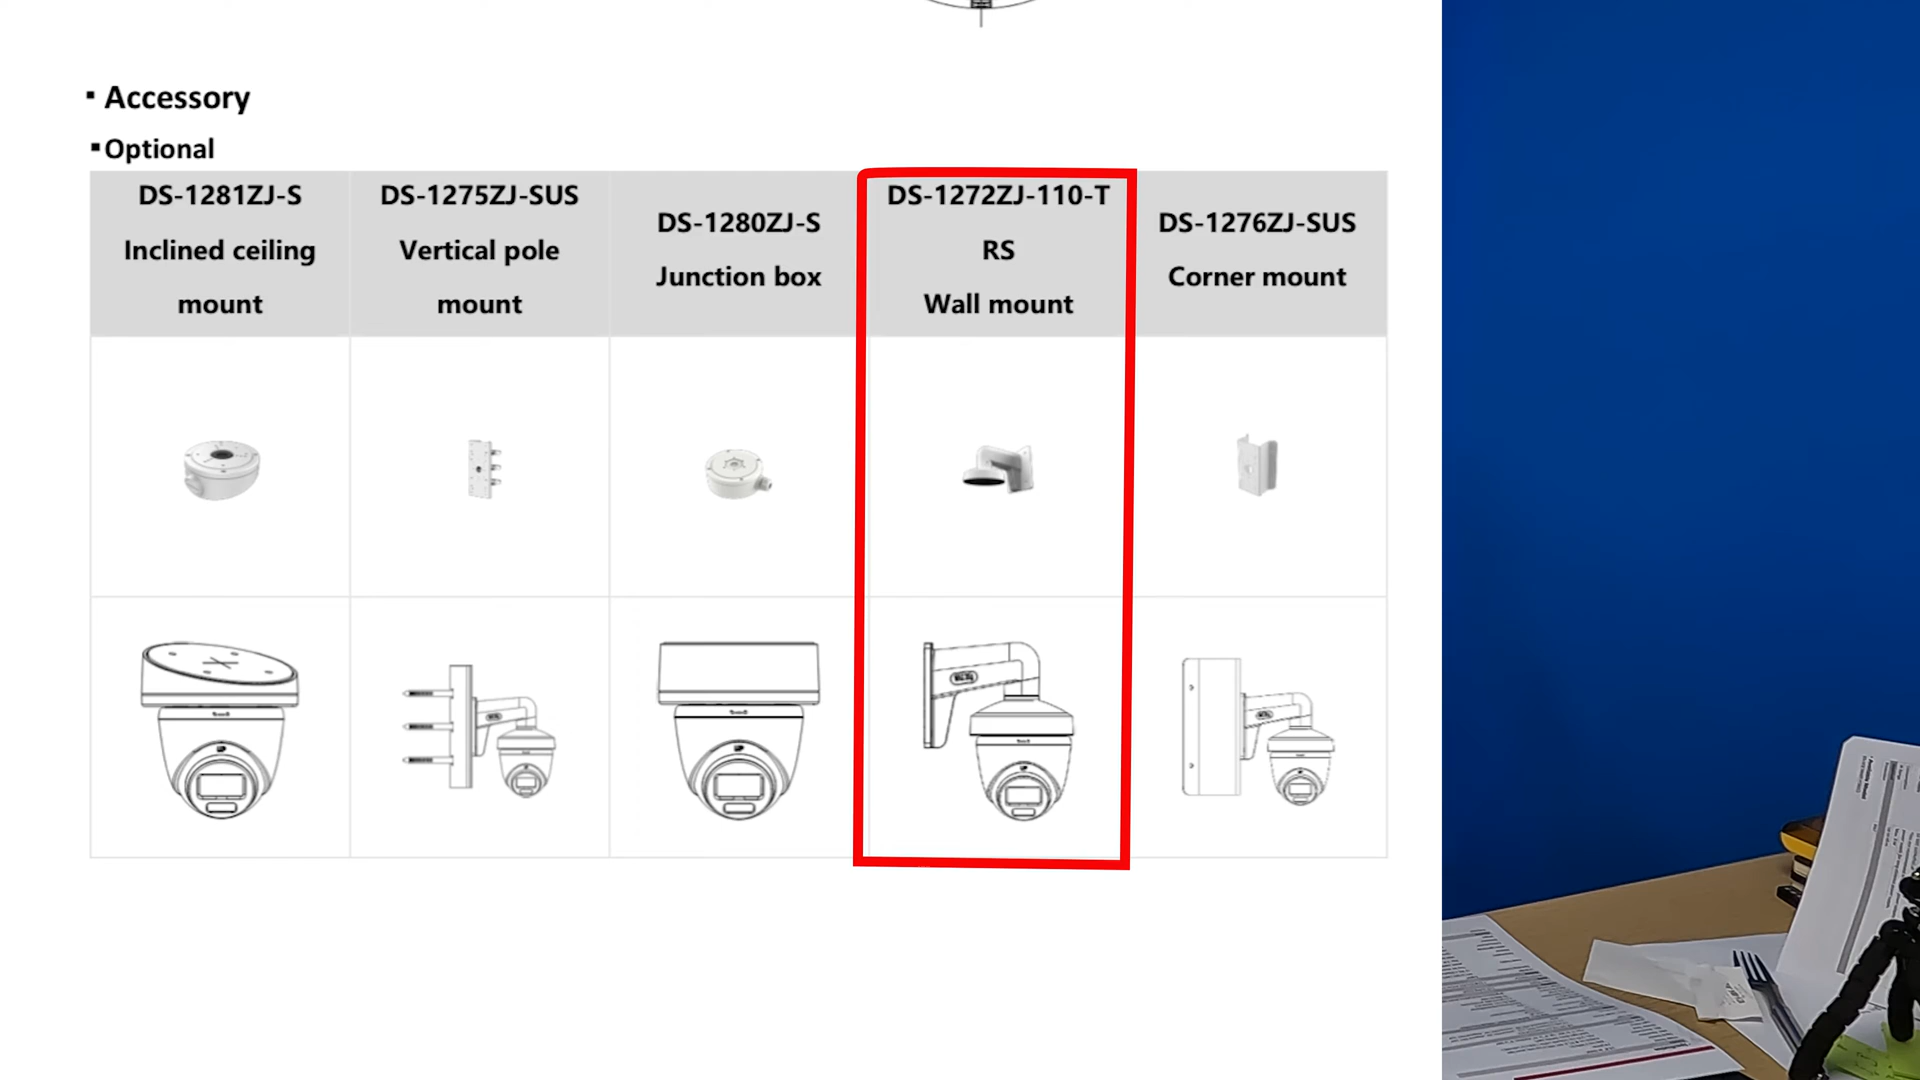 ▪ Accessory
▪Optional
DS-1281ZJ-S
Inclined ceiling
mount
DS-1275ZJ-SUS
Vertical pole
mount
DS-1280ZJ-S
Junction box
DS-1272ZJ-110-T
RS
Wall mount
DS-1276ZJ-SUS
Corner mount